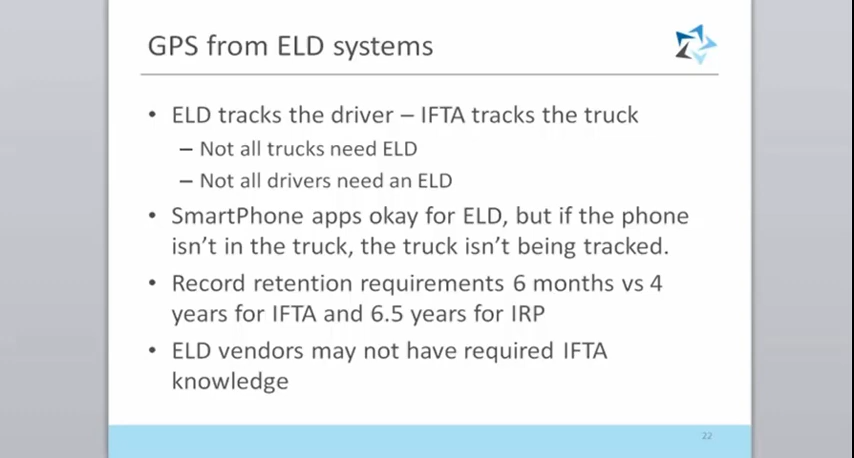 GPS from ELD systems
• ELD tracks the driver – IFTA tracks the truck
– Not all trucks need ELD
– Not all drivers need an ELD
• SmartPhone apps okay for ELD, but if the phone
isn't in the truck, the truck isn't being tracked.
• Record retention requirements 6 months vs 4
years for IFTA and 6.5 years for IRP
• ELD vendors may not have required IFTA
knowledge
22